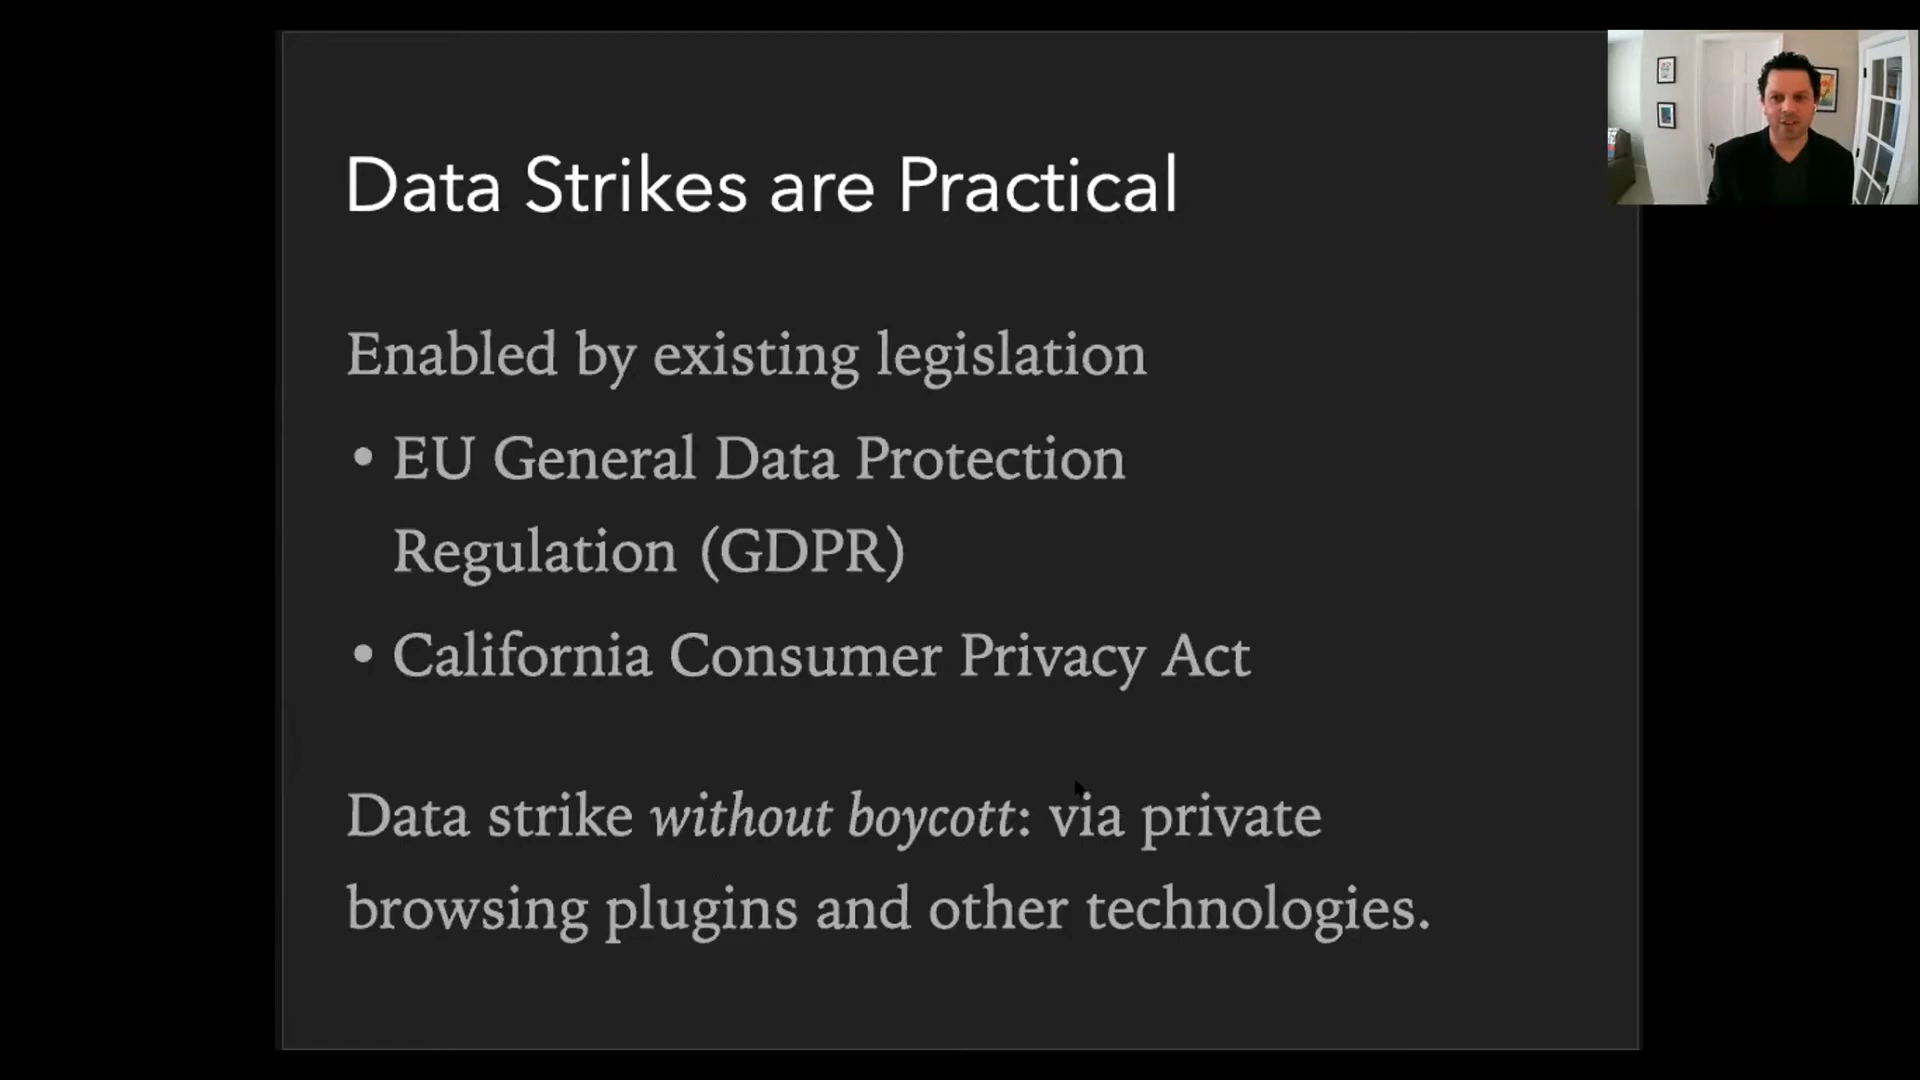 Data Strikes are Practical
Enabled by existing legislation
• EU General Data Protection
Regulation (GDPR)
• California Consumer Privacy Act
Data strike without boycott: via private
browsing plugins and other technologies.